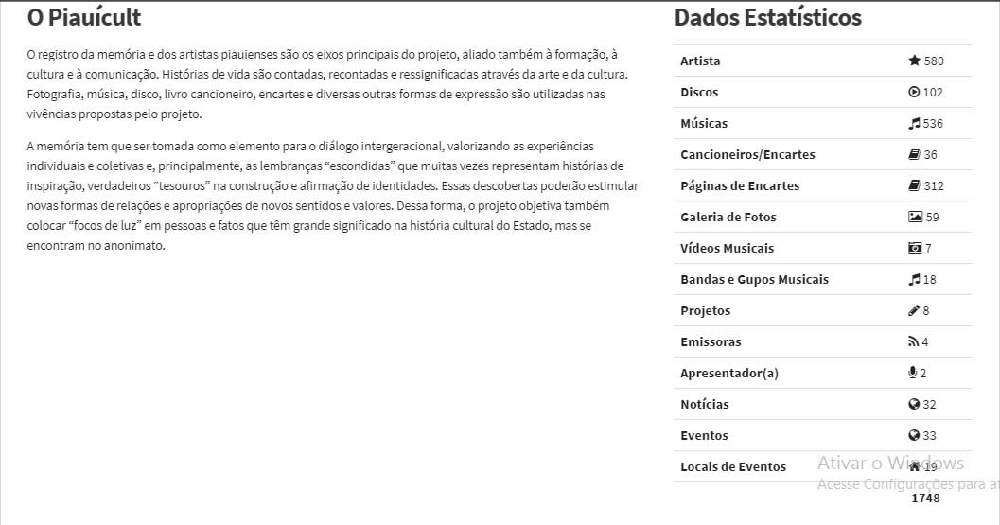 O Piauícult
O registro da memória e dos artistas piauienses são os eixos principais do projeto, aliado também à formação, à
cultura e à comunicação. Histórias de vida são contadas, recontadas e ressignificadas através da arte e da cultura.
Fotografia, música, disco, livro cancioneiro, encartes e diversas outras formas de expressão são utilizadas nas
vivências propostas pelo projeto.
A memória tem que ser tomada como elemento para o diálogo intergeracional, valorizando as experiências
individuais e coletivas e, principalmente, as lembranças “escondidas” que muitas vezes representam histórias de
inspiração, verdadeiros “tesouros” na construção e afirmação de identidades. Essas descobertas poderão estimular
novas formas de relações e apropriações de novos sentidos e valores. Dessa forma, o projeto objetiva também
colocar “focos de luz” em pessoas e fatos que têm grande significado na história cultural do Estado, mas se
encontram no anonimato.
Dados Estatísticos
Artista 580
Discos 102
Músicas 536
Cancioneiros/Encartes 36
Páginas de Encartes 312
Galeria de Fotos 59
Vídeos Musicais 7
Bandas e Gupos Musicais 18
Projetos 8
Emissoras 4
Apresentador(a) 2
Notícias 32
Eventos 33
Locais de Eventos 19
1748
Ativar o Windows
Acesse Configurações para at